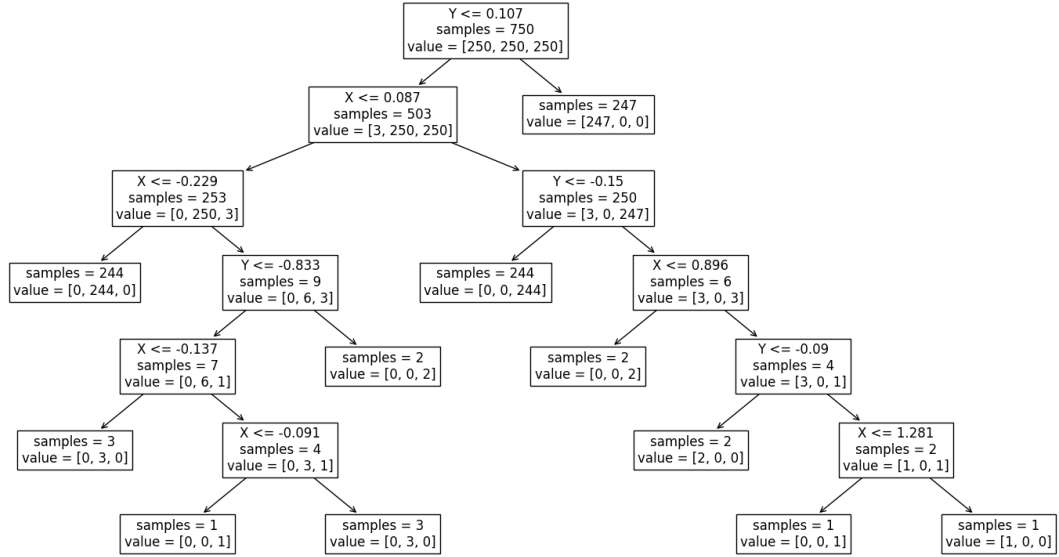 Y <= 0.107
samples = 750
value = [250, 250, 250]
X <= 0.087
samples = 503
value = [3, 250, 250]
samples = 247
value = [247, 0, 0]
X <= -0.229
samples = 253
value = [0, 250, 3]
Y <= -0.15
samples = 250
value = [3, 0, 247]
samples = 244
value = [0, 244, 0]
Y <= -0.833
samples = 9
value = [0, 6, 3]
samples = 244
value = [0, 0, 244]
X <= 0.896
samples = 6
value = [3, 0, 3]
X <= -0.137
samples = 7
value = [0, 6, 1]
samples = 2
value = [0, 0, 2]
samples = 2
value = [0, 0, 2]
Y <= -0.09
samples = 4
value = [3, 0, 1]
samples = 3
value = [0, 3, 0]
X <= -0.091
samples = 4
value = [0, 3, 1]
samples = 2
value = [2, 0, 0]
X <= 1.281
samples = 2
value = [1, 0, 1]
samples = 1
value = [0, 0, 1]
samples = 3
value = [0, 3, 0]
samples = 1
value = [0, 0, 1]
samples = 1
value = [1, 0, 0]